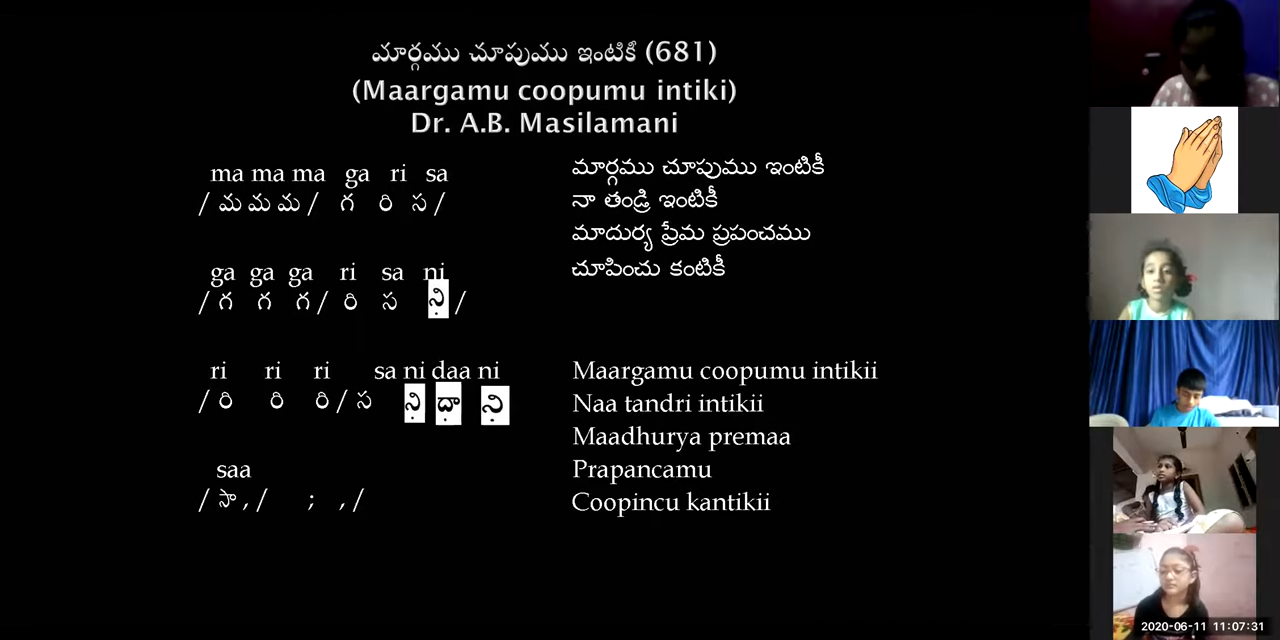 మార్గము చూపుము ఇంటికి (681)
(Maargamu coopumu intiki)
Dr. A.B. Masilamani
ma ma ma ga ri sa
/ మ మ మ / గ రి స /
ga ga ga ri sa ni
/ గ గ గ / రి స ని /
ri ri ri sa ni daa ni
/ రి రి రి / స ని దా ని
saa
/ సా , / ; , /
మార్గము చూపుము ఇంటికీ
నా తండ్రి ఇంటికీ
మాదుర్య ప్రేమ ప్రపంచము
చూపించు కంటికీ
Maargamu coopumu intikii
Naa tandri intikii
Maadhurya premaa
Prapancamu
Coopincu kantikii
2020-06-11 11:07:31